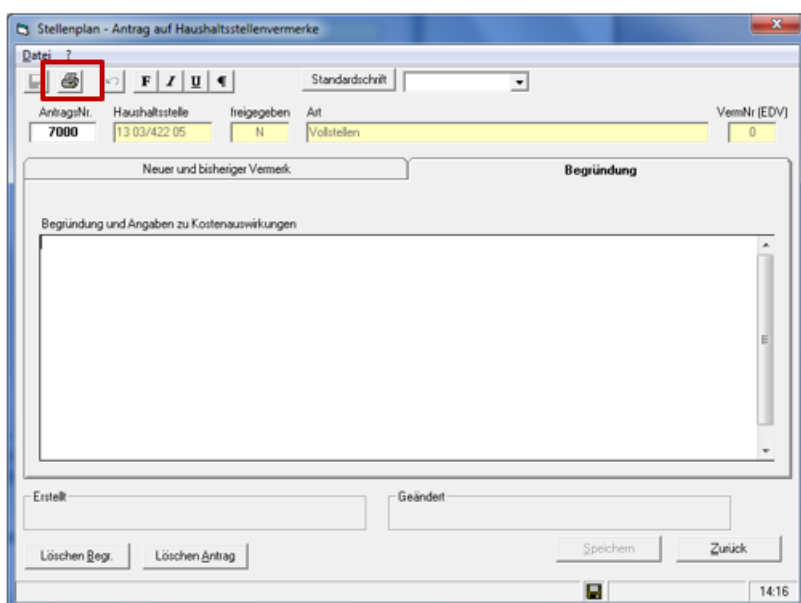 Stellenplan - Antrag auf Haushaltsstellenvermerke
Datei ?
F I U ¶ Standardschrift
AntragsNr. Haushaltsstelle freigegeben Art VermNr (EDV)
7000 13 03/422 05 N Vollstellen 0
Neuer und bisheriger Vermerk Begründung
Begründung und Angaben zu Kostenauswirkungen
Erstellt Geändert
Löschen Begr. Löschen Antrag Speichern Zurück
14:16